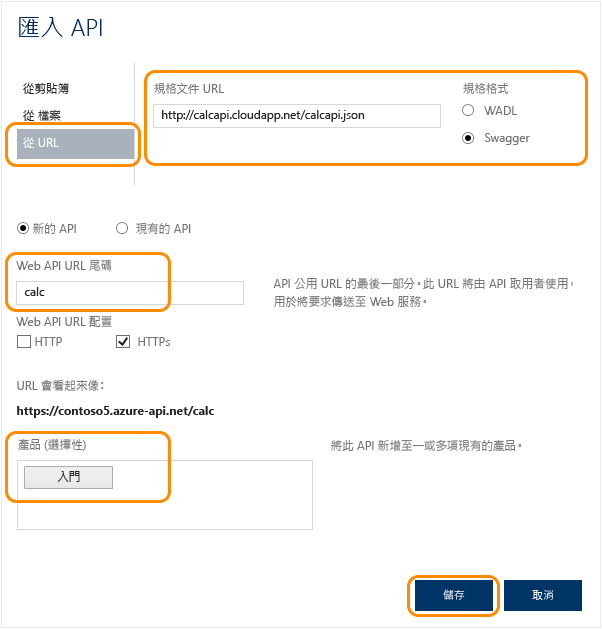 匯入 API
從剪貼簿
從 檔案
從 URL
規格文件 URL
http://calcapi.cloudapp.net/calcapi.json
規格格式
WADL
Swagger
新的 API
現有的 API
Web API URL 尾碼
calc
API 公用 URL 的最後一部分。此 URL 將由 API 取用者使用，
用於將要求傳送至 Web 服務。
Web API URL 配置
HTTP
HTTPs
URL 會看起來像：
https://contoso5.azure-api.net/calc
產品 (選擇性)
入門
將此 API 新增至一或多項現有的產品。
儲存
取消